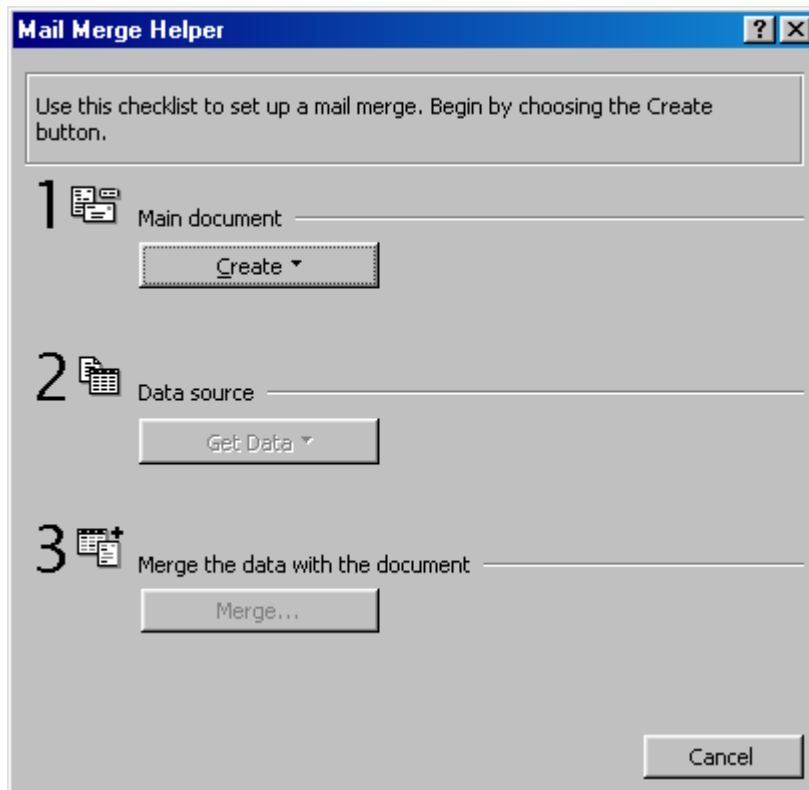 Mail Merge Helper
Use this checklist to set up a mail merge. Begin by choosing the Create
button.
1 Main document
Create
2 Data source
Get Data
3 Merge the data with the document
Merge...
Cancel